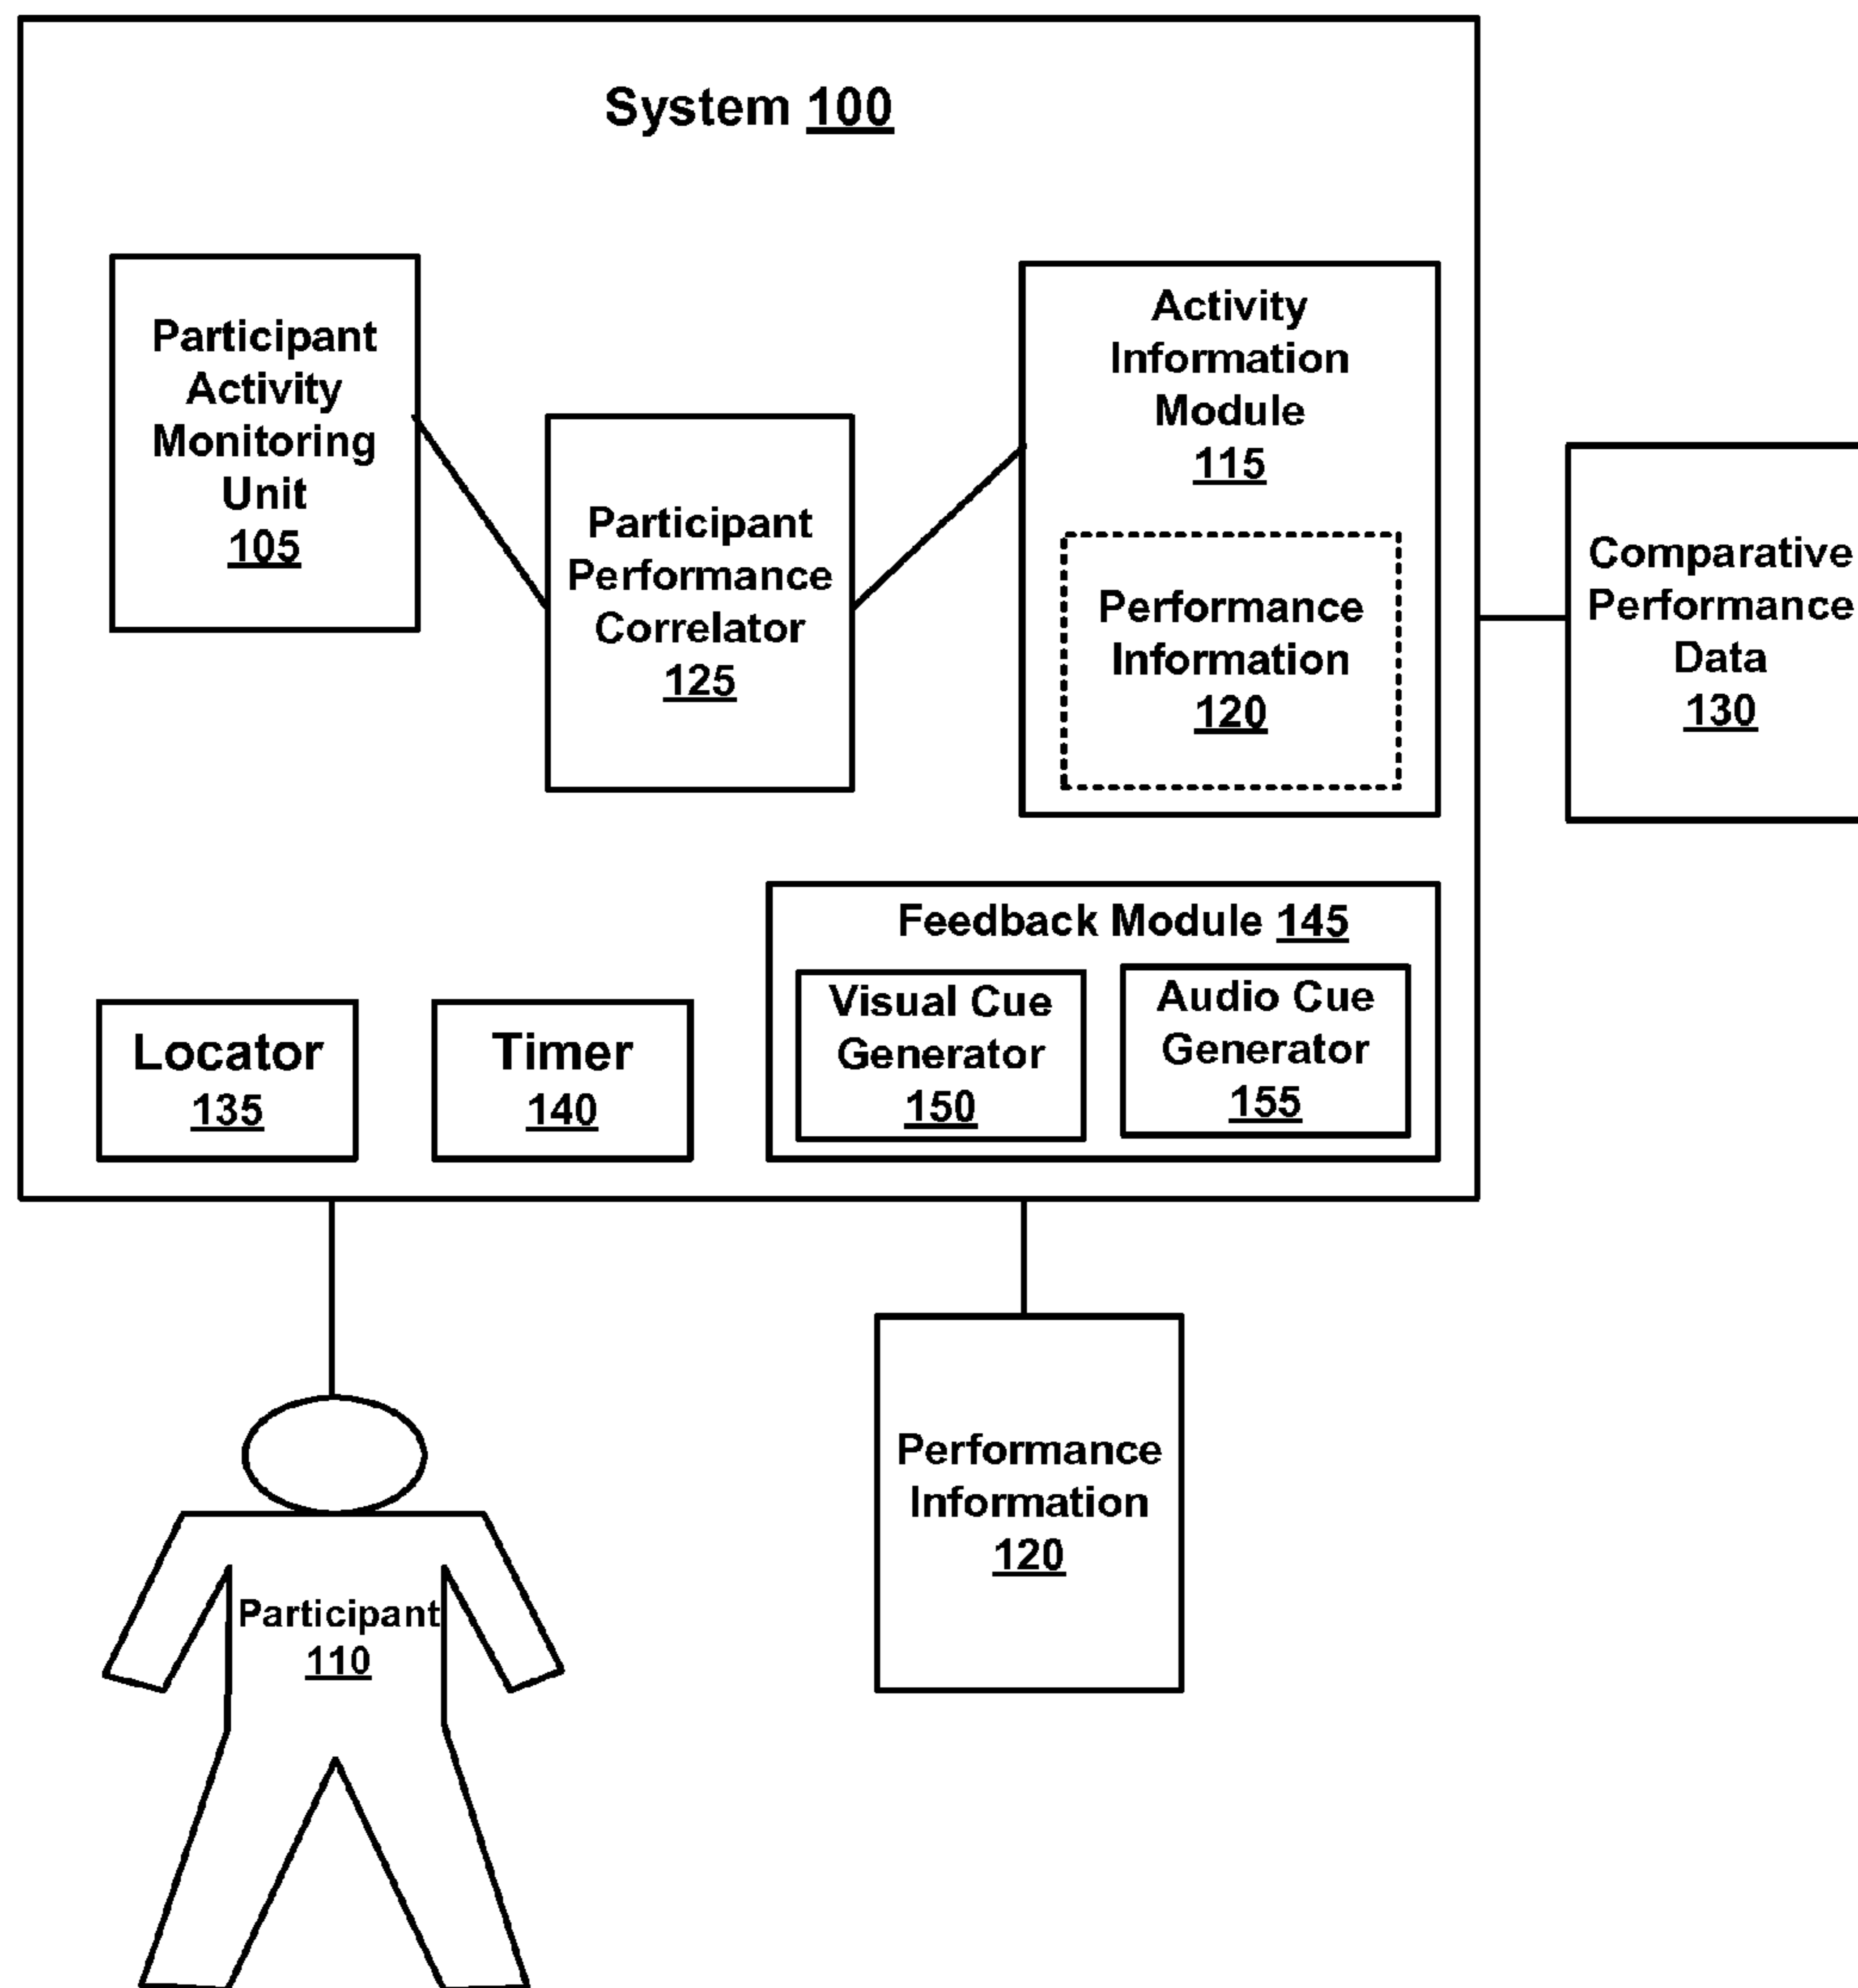 System 100
Participant
Activity
Monitoring
Unit
105
Participant
Performance
Correlator
125
Activity
Information
Module
115
Performance
Information
120
Comparative
Performance
Data
130
Feedback Module 145
Visual Cue
Generator
150
Audio Cue
Generator
155
Locator
135
Timer
140
Performance
Information
120
Participant
110